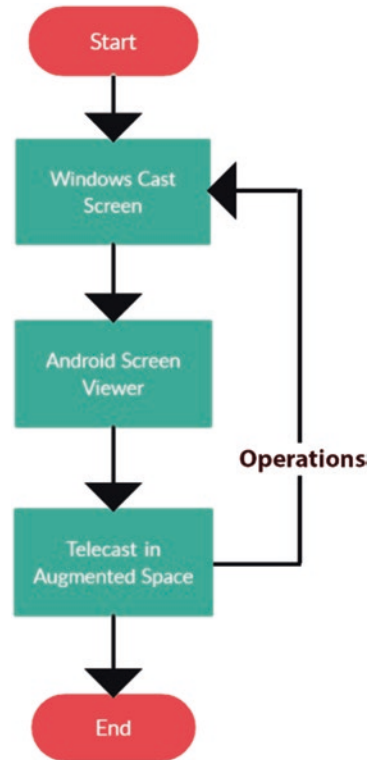 Start
Windows Cast
Screen
Android Screen
Viewer
Operations
Telecast in
Augmented Space
End